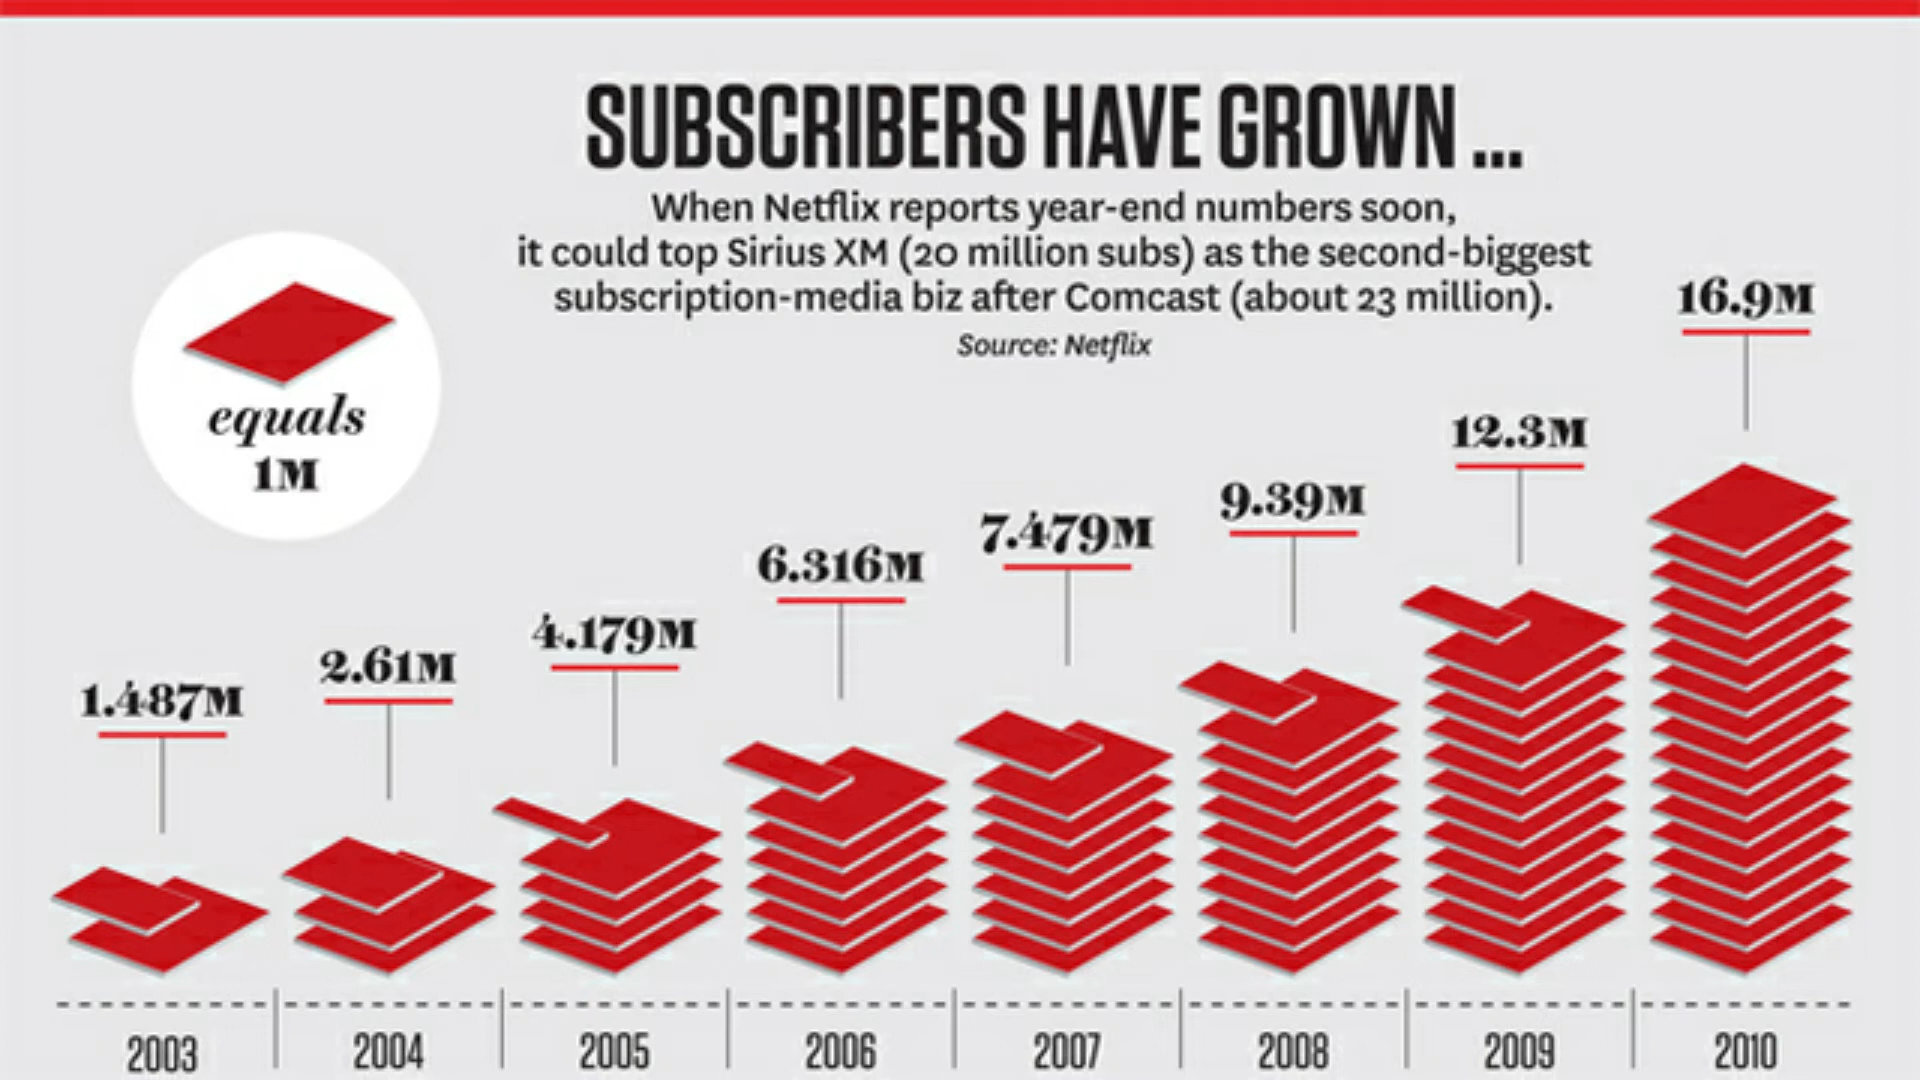 SUBSCRIBERS HAVE GROWN ...
When Netflix reports year-end numbers soon,
it could top Sirius XM (20 million subs) as the second-biggest
subscription-media biz after Comcast (about 23 million).
Source: Netflix
equals
1M
1.487M
2.61M
4.179M
6.316M
7.479M
9.39M
12.3M
16.9M
2003
2004
2005
2006
2007
2008
2009
2010